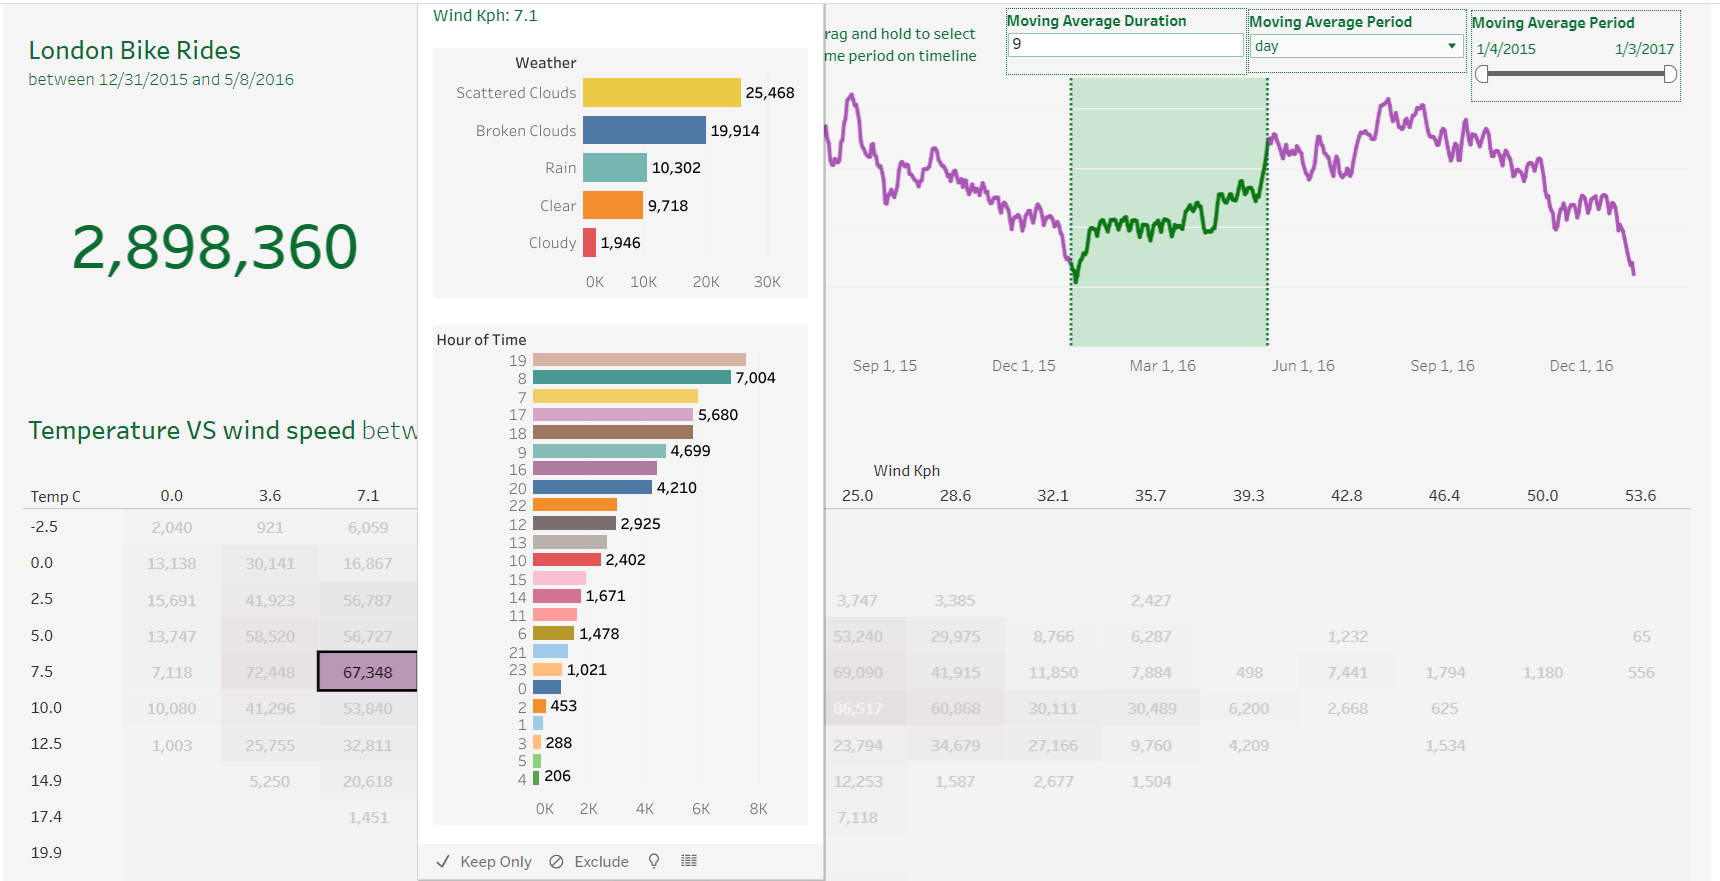 London Bike Rides
between 12/31/2015 and 5/8/2016
2,898,360
Wind Kph: 7.1
Weather
Scattered Clouds 25,468
Broken Clouds 19,914
Rain 10,302
Clear 9,718
Cloudy 1,946
0K 10K 20K 30K
Hour of Time
19
8 7,004
7
17 5,680
18
9 4,699
16
20 4,210
22
12 2,925
13
10 2,402
15
14 1,671
11
6 1,478
21
23 1,021
0
2 453
1
3 288
5
4 206
0K 2K 4K 6K 8K
Keep Only Exclude
rag and hold to select
me period on timeline
Moving Average Duration
9
Moving Average Period
day
Moving Average Period
1/4/2015 1/3/2017
Sep 1, 15 Dec 1, 15 Mar 1, 16 Jun 1, 16 Sep 1, 16 Dec 1, 16
Temperature VS wind speed betw
Wind Kph
Temp C 0.0 3.6 7.1 25.0 28.6 32.1 35.7 39.3 42.8 46.4 50.0 53.6
-2.5 2,040 921 6,059
0.0 13,138 30,141 16,867
2.5 15,691 41,923 56,787 3,747 3,385 2,427
5.0 13,747 58,520 56,727 53,240 29,975 8,766 6,287 1,232 65
7.5 7,118 72,448 67,348 69,090 41,915 11,850 7,884 498 7,441 1,794 1,180 556
10.0 10,080 41,296 53,840 86,517 60,868 30,111 30,489 6,200 2,668 625
12.5 1,003 25,755 32,811 23,794 34,679 27,166 9,760 4,209 1,534
14.9 5,250 20,618 12,253 1,587 2,677 1,504
17.4 1,451 7,118
19.9